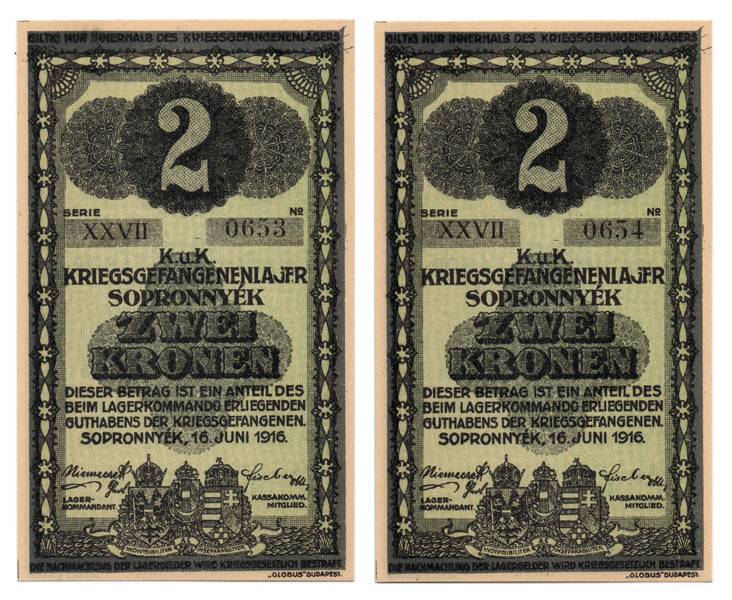 GILTIG NUR INNERHALB DES KRIEGSGEFANGENENLAGERS
2
SERIE № 
XXVII 0653
K.u.K.
KRIEGSGEFANGENENLAGER
SOPRONNYÉK
ZWEI
KRONEN
DIESER BETRAG IST EIN ANTEIL DES
BEIM LAGERKOMMANDO ERLIEGENDEN
GUTHABENS DER KRIEGSGEFANGENEN.
SOPRONNYÉK, 16. JUNI 1916.
LAGER- KASSAKOMM.
KOMMANDANT. MITGLIED.
INDIVISIBILITER AC INSEPARABILITER
DIE NACHMACHUNG DER LAGERGELDER WIRD KRIEGSGESETZLICH BESTRAFT.
„GLOBUS" BUDAPEST.
GILTIG NUR INNERHALB DES KRIEGSGEFANGENENLAGERS
2
SERIE №
XXVII 0654
K.u.K.
KRIEGSGEFANGENENLAGER
SOPRONNYÉK
ZWEI
KRONEN
DIESER BETRAG IST EIN ANTEIL DES
BEIM LAGERKOMMANDO ERLIEGENDEN
GUTHABENS DER KRIEGSGEFANGENEN.
SOPRONNYÉK, 16. JUNI 1916.
LAGER- KASSAKOMM.
KOMMANDANT. MITGLIED.
INDIVISIBILITER AC INSEPARABILITER
DIE NACHMACHUNG DER LAGERGELDER WIRD KRIEGSGESETZLICH BESTRAFT.
„GLOBUS" BUDAPEST.